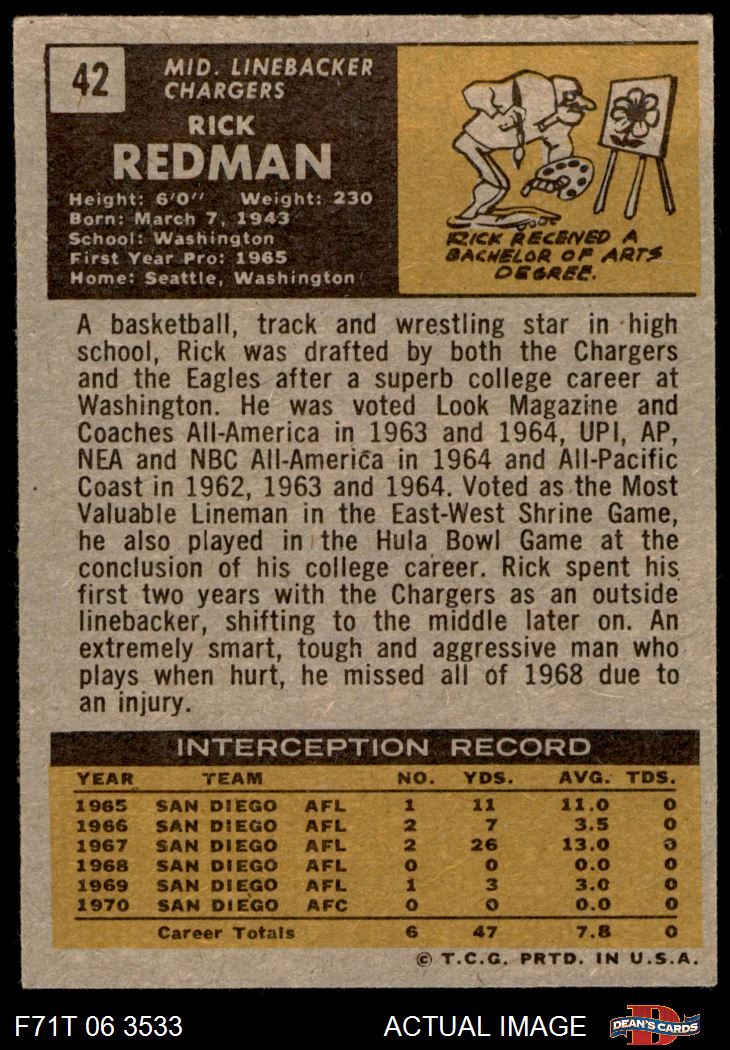 42
MID. LINEBACKER
CHARGERS
RICK
REDMAN
Height: 6'0" Weight: 230
Born: March 7, 1943
School: Washington
First Year Pro: 1965
Home: Seattle, Washington
RICK RECEIVED A
BACHELOR OF ARTS
DEGREE.
A basketball, track and wrestling star in high
school, Rick was drafted by both the Chargers
and the Eagles after a superb college career at
Washington. He was voted Look Magazine and
Coaches All-America in 1963 and 1964, UPI, AP,
NEA and NBC All-America in 1964 and All-Pacific
Coast in 1962, 1963 and 1964. Voted as the Most
Valuable Lineman in the East-West Shrine Game,
he also played in the Hula Bowl Game at the
conclusion of his college career. Rick spent his
first two years with the Chargers as an outside
linebacker, shifting to the middle later on. An
extremely smart, tough and aggressive man who
plays when hurt, he missed all of 1968 due to
an injury.
INTERCEPTION RECORD
YEAR TEAM NO. YDS. AVG. TDS.
1965 SAN DIEGO AFL 1 11 11.0 0
1966 SAN DIEGO AFL 2 7 3.5 0
1967 SAN DIEGO AFL 2 26 13.0 0
1968 SAN DIEGO AFL 0 0 0.0 0
1969 SAN DIEGO AFL 1 3 3.0 0
1970 SAN DIEGO AFC 0 0 0.0 0
Career Totals 6 47 7.8 0
© T.C.G. PRTD. IN U.S.A.
F71T 06 3533 ACTUAL IMAGE D DEAN'S CARDS